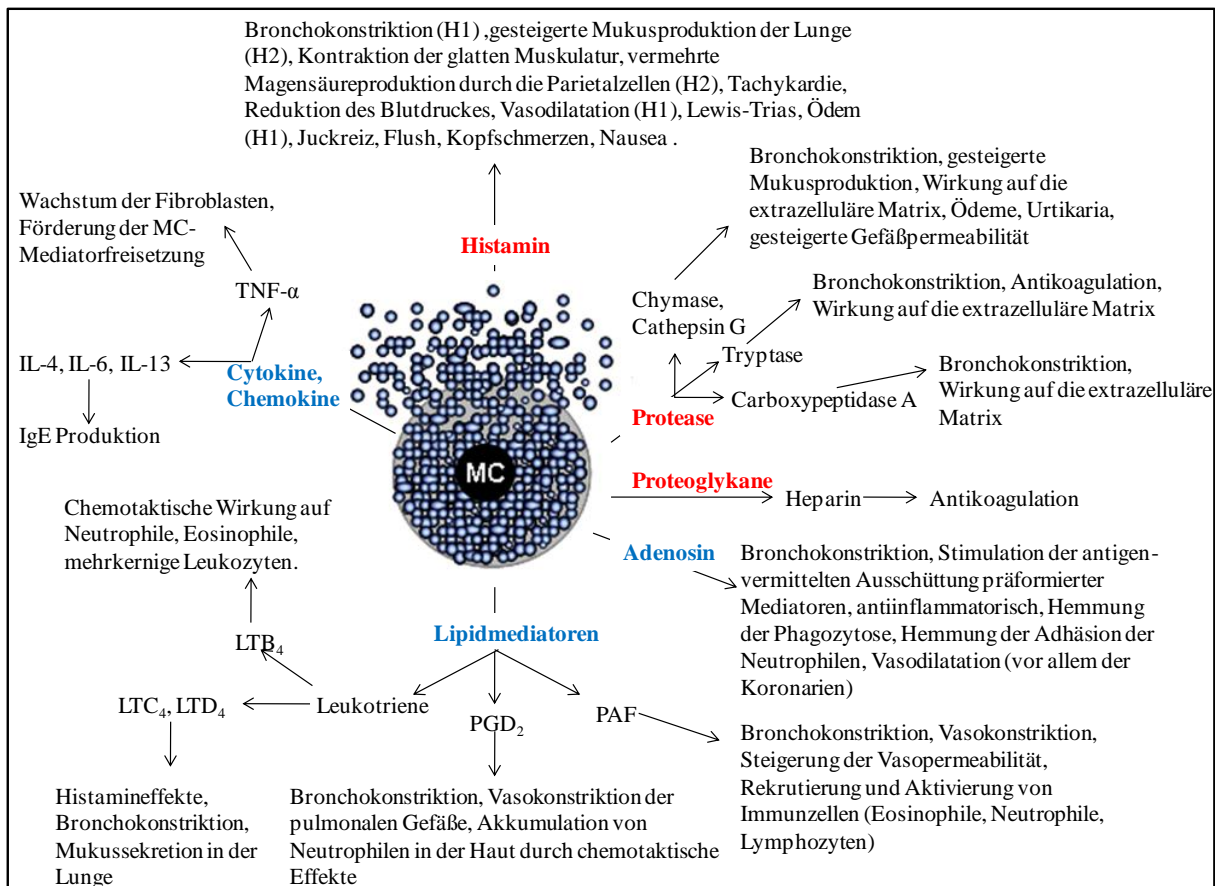 Bronchokonstriktion (H1) ,gesteigerte Mukusproduktion der Lunge
(H2), Kontraktion der glatten Muskulatur, vermehrte
Magensäureproduktion durch die Parietalzellen (H2), Tachykardie,
Reduktion des Blutdruckes, Vasodilatation (H1), Lewis-Trias, Ödem
(H1), Juckreiz, Flush, Kopfschmerzen, Nausea .
Histamin
Bronchokonstriktion, gesteigerte
Mukusproduktion, Wirkung auf die
extrazelluläre Matrix, Ödeme, Urtikaria,
gesteigerte Gefäßpermeabilität
Chymase,
Cathepsin G
Bronchokonstriktion, Antikoagulation,
Wirkung auf die extrazelluläre Matrix
Tryptase
Bronchokonstriktion,
Wirkung auf die extrazelluläre
Matrix
Carboxypeptidase A
Protease
Wachstum der Fibroblasten,
Förderung der MC-
Mediatorfreisetzung
TNF-α
IL-4, IL-6, IL-13
Cytokine,
Chemokine
IgE Produktion
MC
Proteoglykane
Heparin
Antikoagulation
Adenosin
Bronchokonstriktion, Stimulation der antigen-
vermittelten Ausschüttung präformierter
Mediatoren, antiinflammatorisch, Hemmung
der Phagozytose, Hemmung der Adhäsion der
Neutrophilen, Vasodilatation (vor allem der
Koronarien)
Chemotaktische Wirkung auf
Neutrophile, Eosinophile,
mehrkernige Leukozyten.
LTB₄
Lipidmediatoren
LTC₄, LTD₄
Leukotriene
PGD₂
PAF
Histamineffekte,
Bronchokonstriktion,
Mukussekretion in der
Lunge
Bronchokonstriktion, Vasokonstriktion der
pulmonalen Gefäße, Akkumulation von
Neutrophilen in der Haut durch chemotaktische
Effekte
Bronchokonstriktion, Vasokonstriktion,
Steigerung der Vasopermeabilität,
Rekrutierung und Aktivierung von
Immunzellen (Eosinophile, Neutrophile,
Lymphozyten)